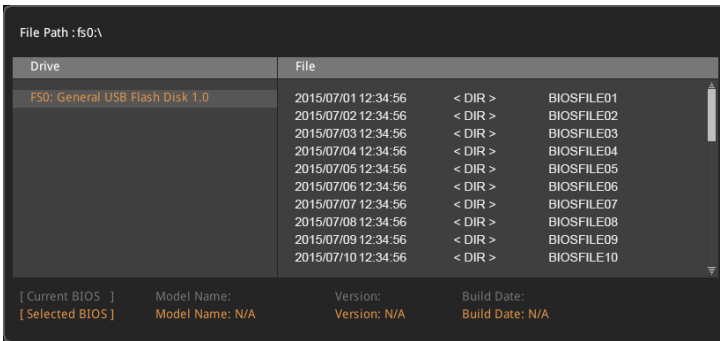 File Path : fs0:\
Drive File
FS0: General USB Flash Disk 1.0 2015/07/01 12:34:56 < DIR > BIOSFILE01
2015/07/02 12:34:56 < DIR > BIOSFILE02
2015/07/03 12:34:56 < DIR > BIOSFILE03
2015/07/04 12:34:56 < DIR > BIOSFILE04
2015/07/05 12:34:56 < DIR > BIOSFILE05
2015/07/06 12:34:56 < DIR > BIOSFILE06
2015/07/07 12:34:56 < DIR > BIOSFILE07
2015/07/08 12:34:56 < DIR > BIOSFILE08
2015/07/09 12:34:56 < DIR > BIOSFILE09
2015/07/10 12:34:56 < DIR > BIOSFILE10
[ Current BIOS ] Model Name: Version: Build Date:
[ Selected BIOS ] Model Name: N/A Version: N/A Build Date: N/A